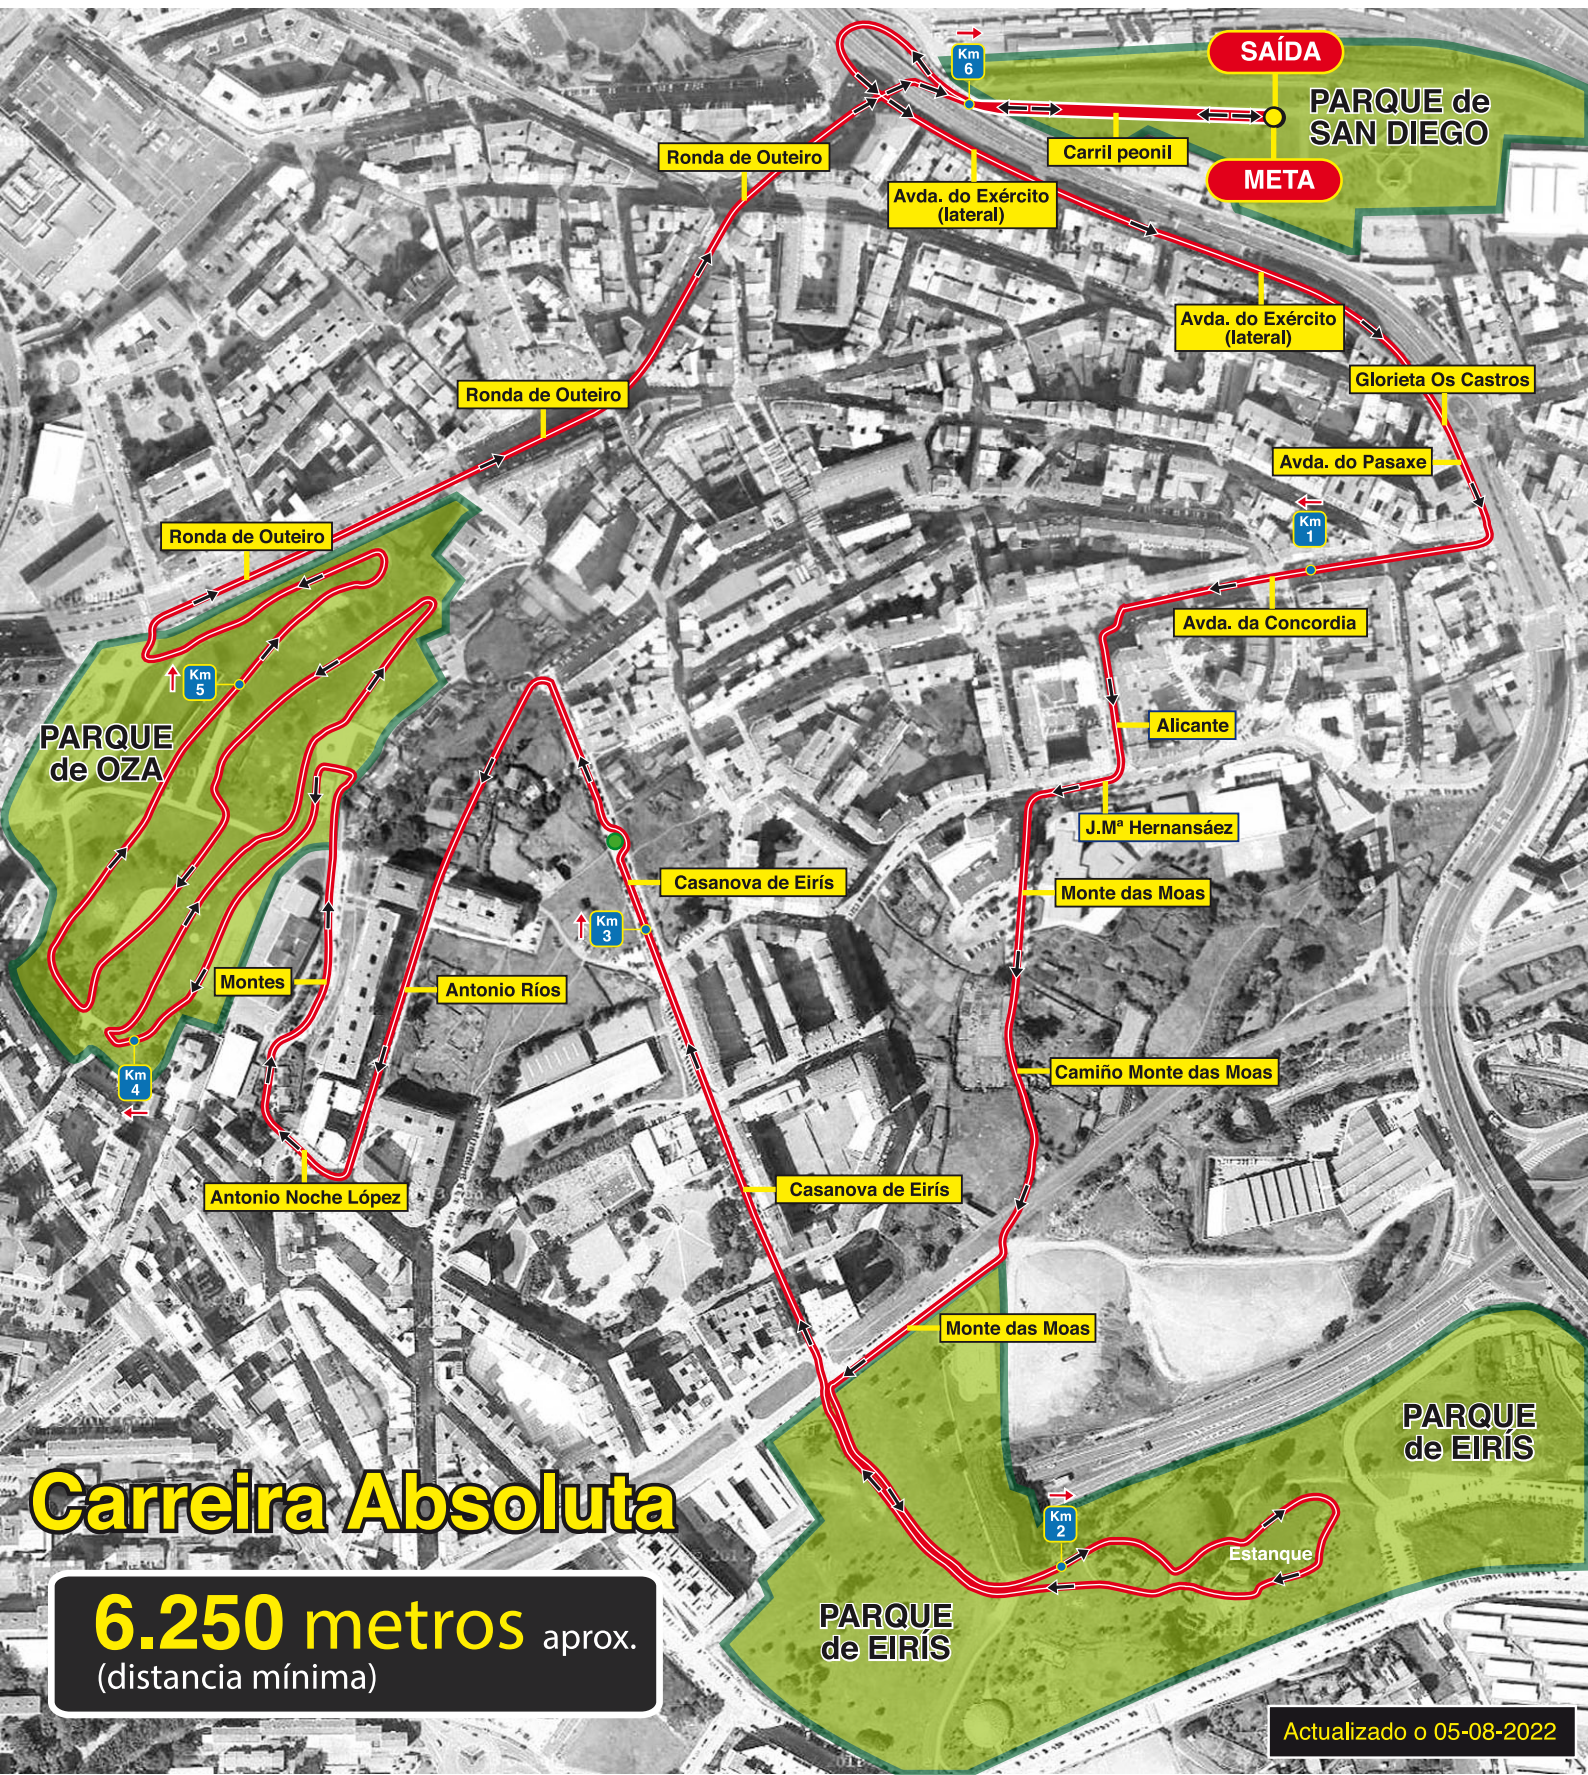 SAÍDA
Km
6
PARQUE de
SAN DIEGO
Ronda de Outeiro
Carril peonil
META
Avda. do Exército
(lateral)
Avda. do Exército
(lateral)
Glorieta Os Castros
Ronda de Outeiro
Avda. do Pasaxe
Km
1
Ronda de Outeiro
Avda. da Concordia
Km
5
Alicante
PARQUE
de OZA
J.Mª Hernansáez
Casanova de Eirís
Monte das Moas
Km
3
Montes
Antonio Ríos
Camiño Monte das Moas
Km
4
Antonio Noche López
Casanova de Eirís
Monte das Moas
PARQUE
de EIRÍS
Carreira Absoluta
Km
2
Estanque
6.250 metros aprox.
(distancia mínima)
PARQUE
de EIRÍS
Actualizado o 05-08-2022